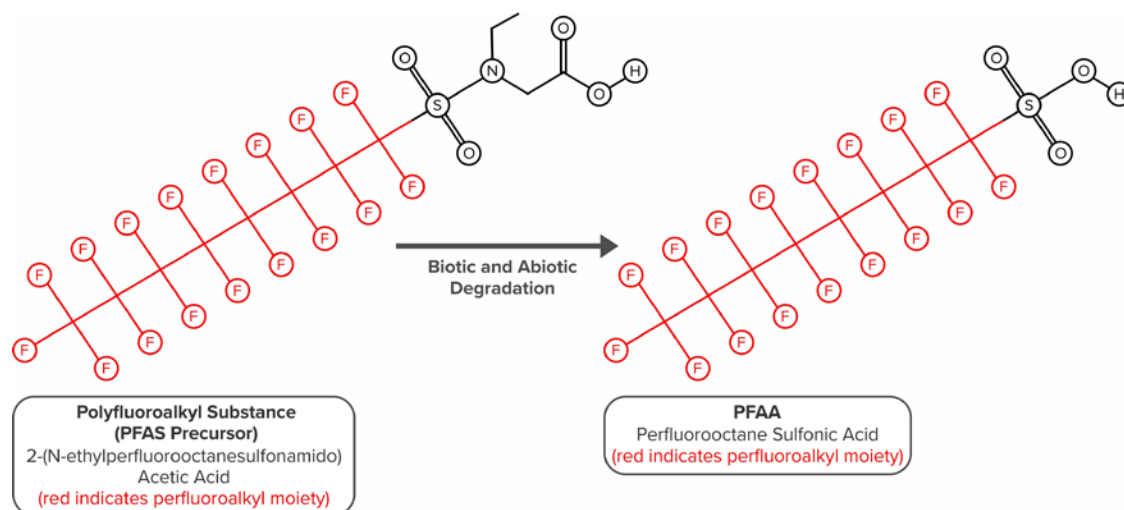 O
O N S O H O
F F F F F F F F
F F F F F F F F
F
O
O S O H
F F F F F F F F
F F F F F F F F
F
Biotic and Abiotic
Degradation
Polyfluoroalkyl Substance
(PFAS Precursor)
2-(N-ethylperfluorooctanesulfonamido)
Acetic Acid
(red indicates perfluoroalkyl moiety)
PFAA
Perfluorooctane Sulfonic Acid
(red indicates perfluoroalkyl moiety)